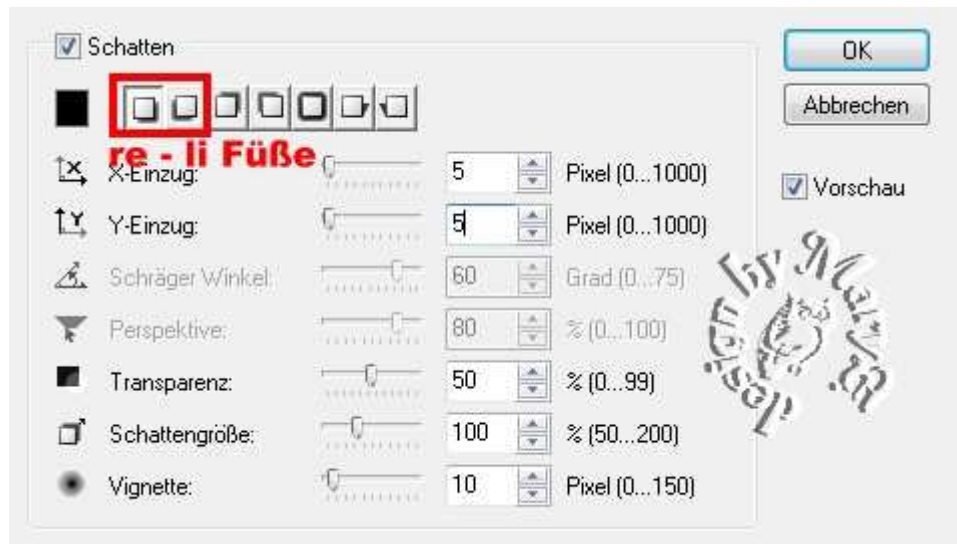 Schatten
OK
Abbrechen
re - li Füße
X-Einzug: 5 Pixel (0...1000)
Vorschau
Y-Einzug: 5 Pixel (0...1000)
Schräger Winkel: 60 Grad (0...75)
Perspektive: 80 % (0...100)
Transparenz: 50 % (0...99)
Schattengröße: 100 % (50...200)
Vignette: 10 Pixel (0...150)
design by